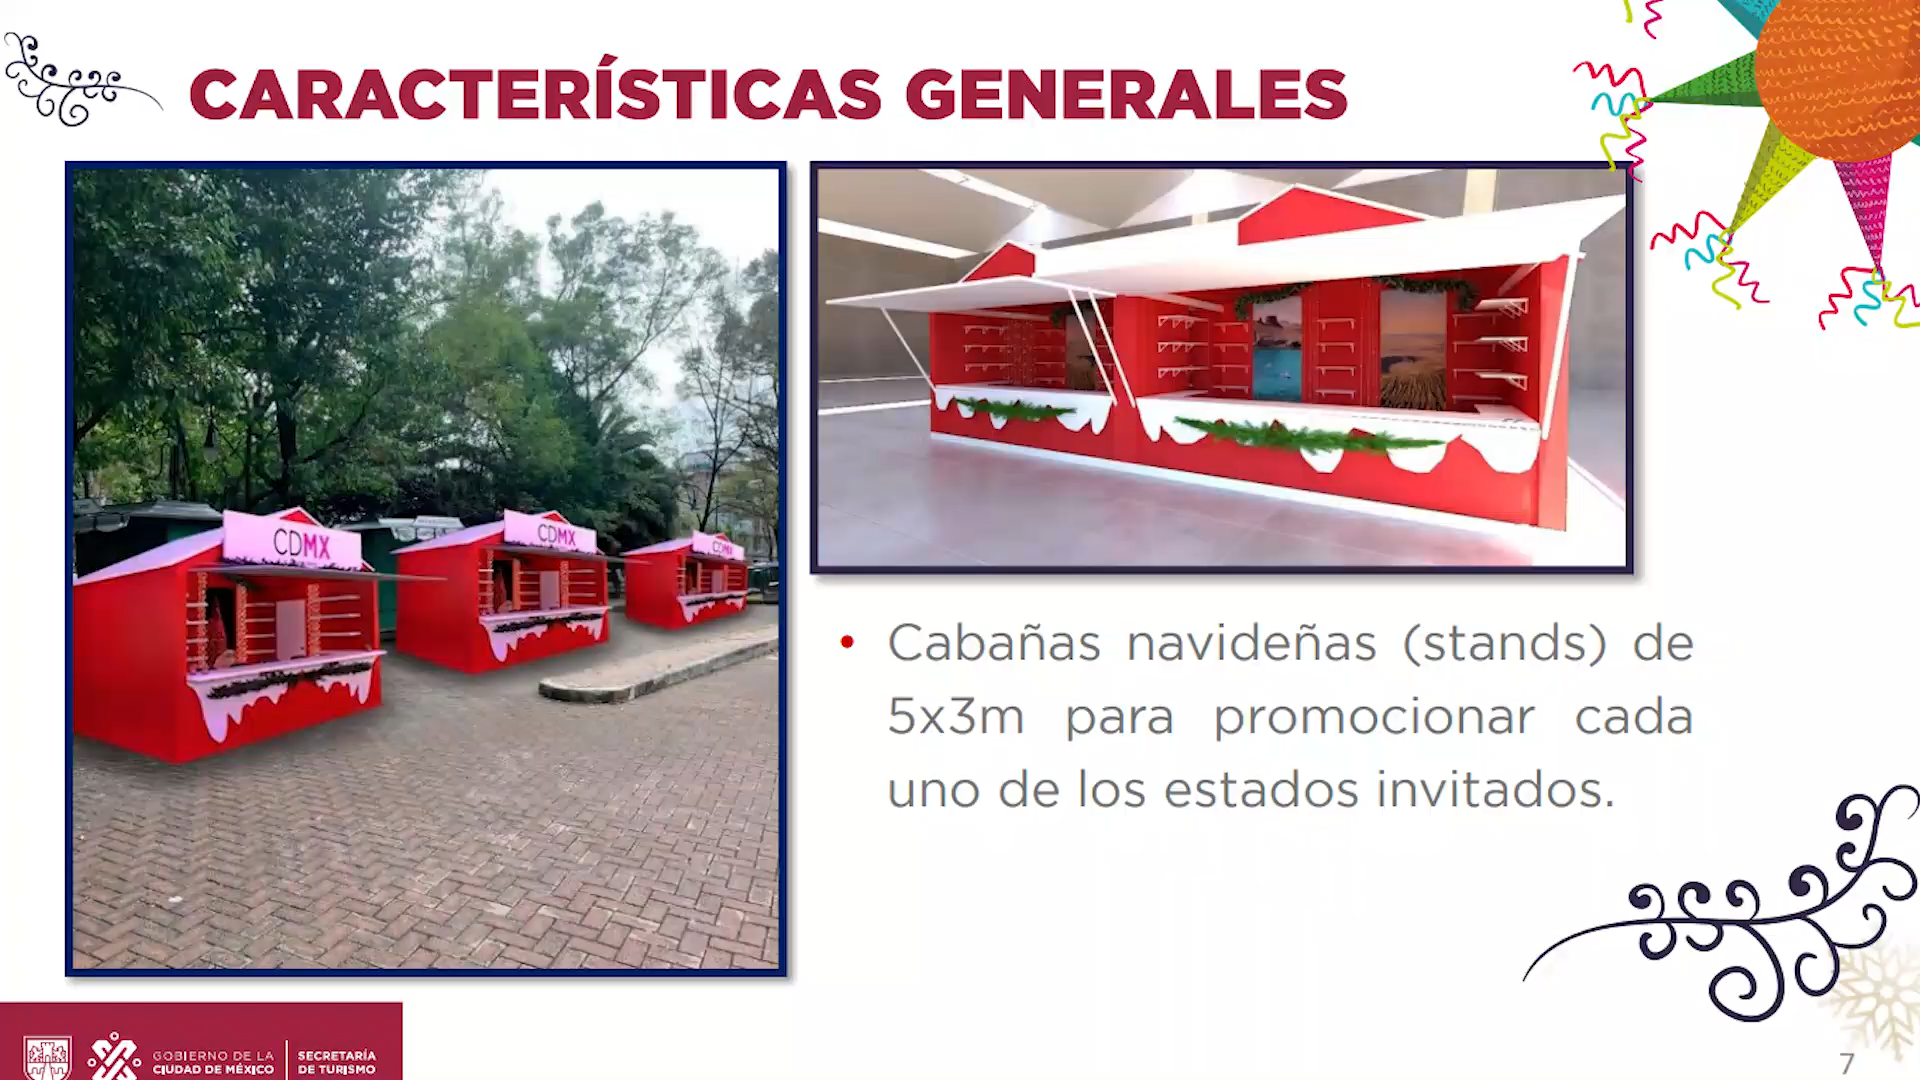 CARACTERÍSTICAS GENERALES
CDMX
CDMX
CDMX
• Cabañas navideñas (stands) de
5x3m para promocionar cada
uno de los estados invitados.
GOBIERNO DE LA
CIUDAD DE MÉXICO
SECRETARÍA
DE TURISMO
7